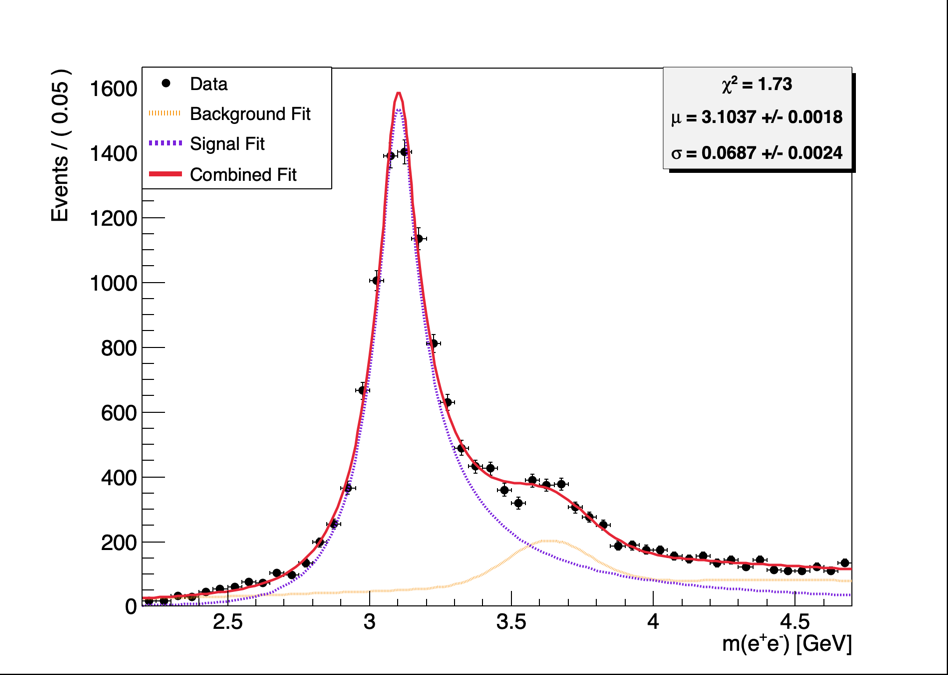 Events / ( 0.05 )
1600
1400
1200
1000
800
600
400
200
0
Data
Background Fit
Signal Fit
Combined Fit
χ² = 1.73
μ = 3.1037 +/- 0.0018
σ = 0.0687 +/- 0.0024
2.5 3 3.5 4 4.5
m(e⁺e⁻) [GeV]